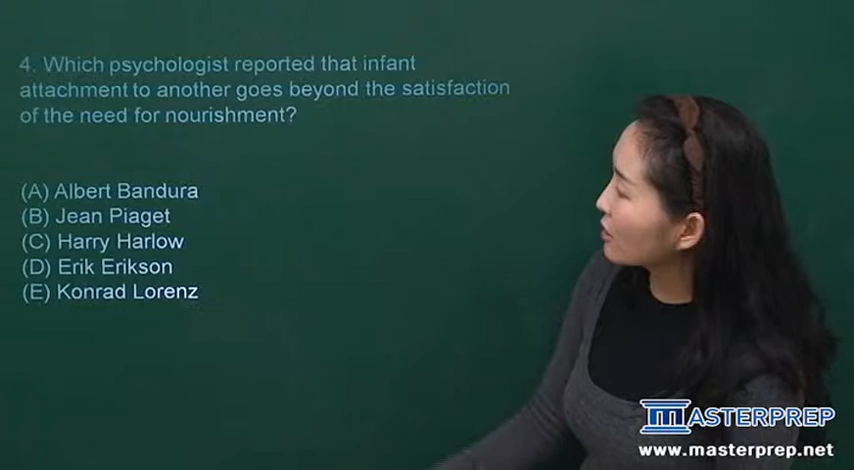 4. Which psychologist reported that infant
attachment to another goes beyond the satisfaction
of the need for nourishment?
(A) Albert Bandura
(B) Jean Piaget
(C) Harry Harlow
(D) Erik Erikson
(E) Konrad Lorenz
MASTERPREP
www.masterprep.net